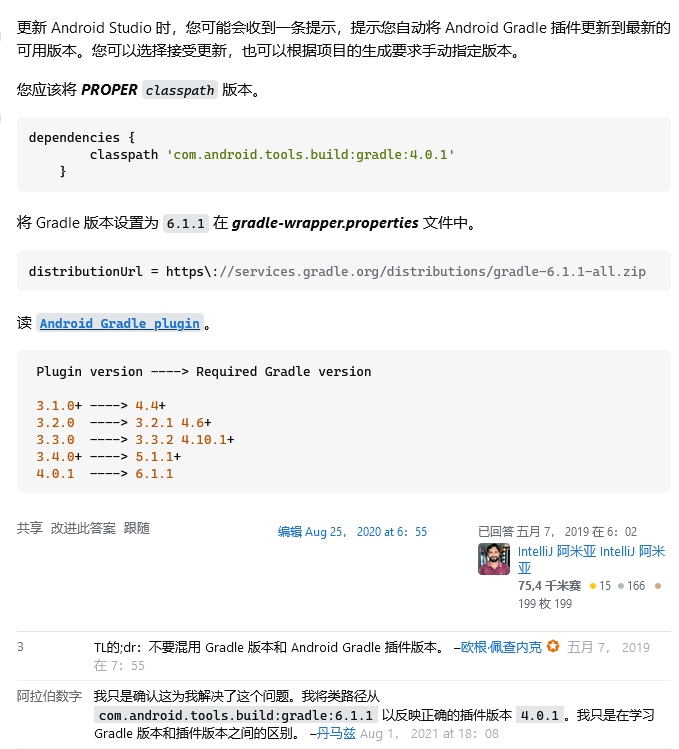 更新 Android Studio 时，您可能会收到一条提示，提示您自动将 Android Gradle 插件更新到最新的
可用版本。您可以选择接受更新，也可以根据项目的生成要求手动指定版本。
您应该将 PROPER classpath 版本。
dependencies {
classpath 'com.android.tools.build:gradle:4.0.1'
}
将 Gradle 版本设置为 6.1.1 在 gradle-wrapper.properties 文件中。
distributionUrl = https\://services.gradle.org/distributions/gradle-6.1.1-all.zip
读 Android Gradle plugin。
Plugin version ----> Required Gradle version
3.1.0+ ----> 4.4+
3.2.0 ----> 3.2.1 4.6+
3.3.0 ----> 3.3.2 4.10.1+
3.4.0+ ----> 5.1.1+
4.0.1 ----> 6.1.1
共享 改进此答案 跟随
编辑 Aug 25， 2020 at 6：55
已回答 五月 7， 2019 在 6：02
IntelliJ 阿米亚 IntelliJ 阿米
亚
75,4 千米赛 15 166
199 枚 199
3 TL的;dr：不要混用 Gradle 版本和 Android Gradle 插件版本。 –欧根·佩查内克 五月 7， 2019
在 7：55
阿拉伯数字 我只是确认这为我解决了这个问题。我将类路径从
com.android.tools.build:gradle:6.1.1 以反映正确的插件版本 4.0.1。我只是在学习
Gradle 版本和插件版本之间的区别。 –丹马兹 Aug 1， 2021 at 18：08